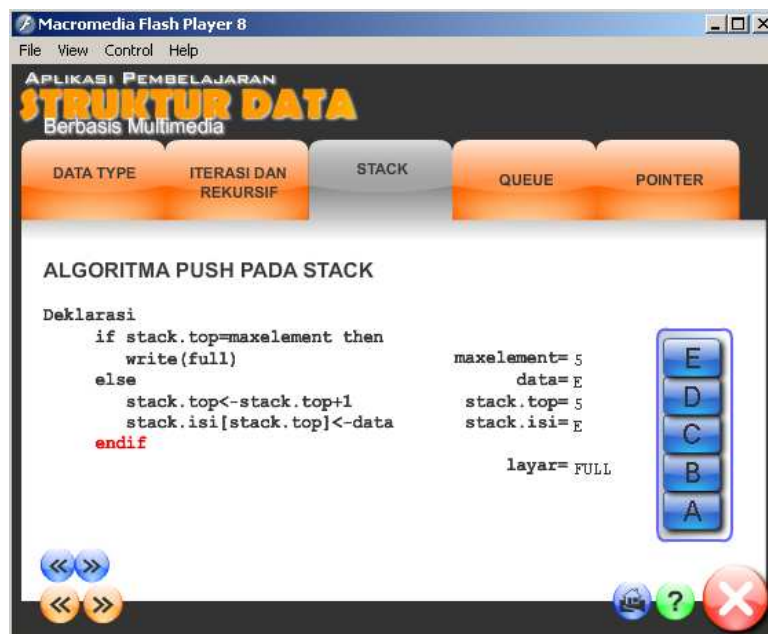 Macromedia Flash Player 8
File View Control Help
APLIKASI PEMBELAJARAN
STRUKTUR DATA
Berbasis Multimedia
DATA TYPE
ITERASI DAN
REKURSIF
STACK
QUEUE
POINTER
ALGORITMA PUSH PADA STACK
Deklarasi
if stack.top=maxelement then
write(full)
else
stack.top<-stack.top+1
stack.isi[stack.top]<-data
endif
maxelement= 5
data= E
stack.top= 5
stack.isi= E
layar= FULL
E
D
C
B
A
?